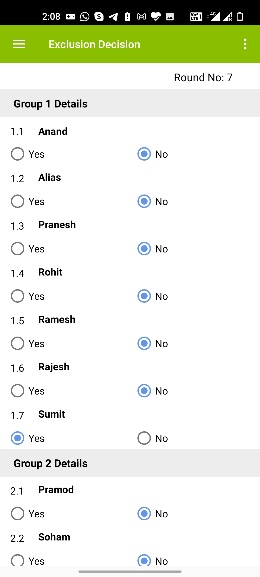 2:08
Exclusion Decision
Round No: 7
Group 1 Details
1.1 Anand
Yes No
1.2 Alias
Yes No
1.3 Pranesh
Yes No
1.4 Rohit
Yes No
1.5 Ramesh
Yes No
1.6 Rajesh
Yes No
1.7 Sumit
Yes No
Group 2 Details
2.1 Pramod
Yes No
2.2 Soham
Yes No